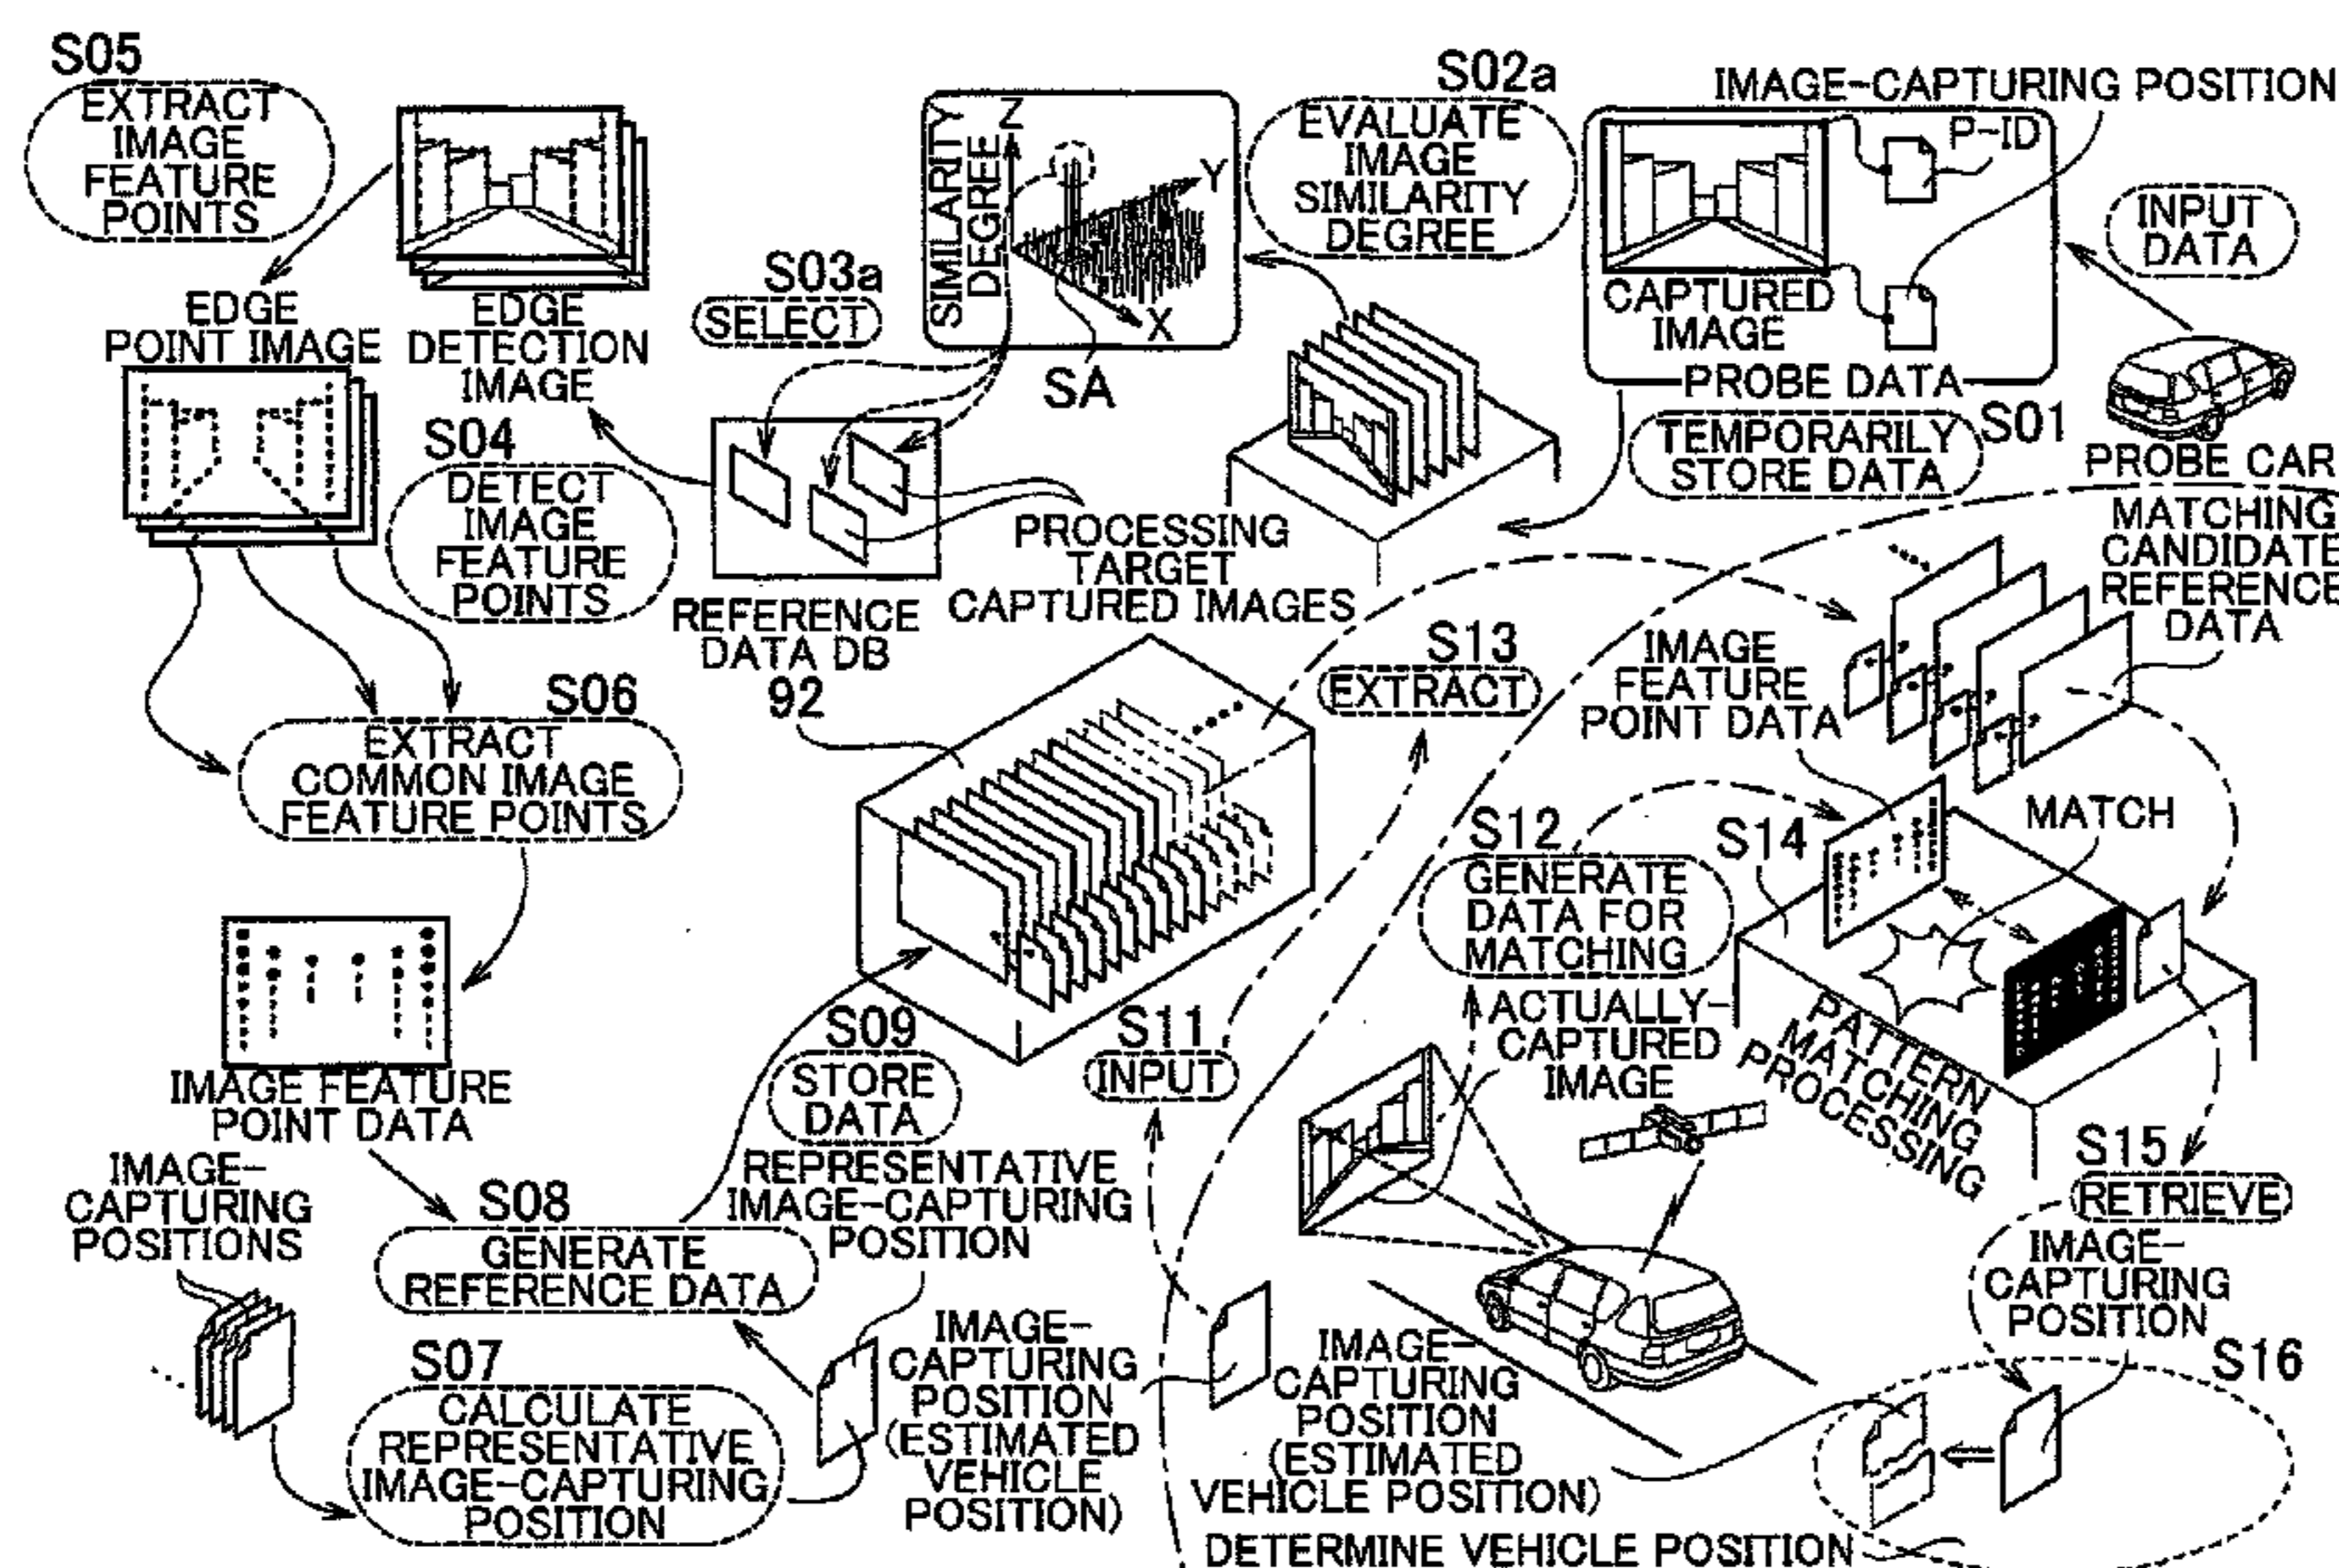 S05
EXTRACT
IMAGE
FEATURE
POINTS
EDGE
DETECTION
IMAGE
EDGE
POINT IMAGE
S04
DETECT
IMAGE
FEATURE
POINTS
S03a
SELECT
SIMILARITY
DEGREE
Z
Y
X
SA
S02a
EVALUATE
IMAGE
SIMILARITY
DEGREE
IMAGE-CAPTURING POSITION
P-ID
CAPTURED
IMAGE
PROBE DATA
INPUT
DATA
PROBE CAR
S01
TEMPORARILY
STORE DATA
PROCESSING
TARGET
CAPTURED IMAGES
REFERENCE
DATA DB
92
S06
EXTRACT
COMMON IMAGE
FEATURE POINTS
IMAGE FEATURE
POINT DATA
IMAGE-
CAPTURING
POSITIONS
S07
CALCULATE
REPRESENTATIVE
IMAGE-CAPTURING
POSITION
S08
GENERATE
REFERENCE DATA
S09
STORE
DATA
REPRESENTATIVE
IMAGE-CAPTURING
POSITION
S11
INPUT
IMAGE-
CAPTURING
POSITION
(ESTIMATED
VEHICLE
POSITION)
S13
EXTRACT
MATCHING
CANDIDATE
REFERENCE
DATA
IMAGE
FEATURE
POINT DATA
S12
GENERATE
DATA FOR
MATCHING
S14
MATCH
PATTERN
MATCHING
PROCESSING
ACTUALLY-
CAPTURED
IMAGE
S15
RETRIEVE
IMAGE-
CAPTURING
POSITION
S16
IMAGE-
CAPTURING
POSITION
(ESTIMATED
VEHICLE POSITION)
DETERMINE VEHICLE POSITION